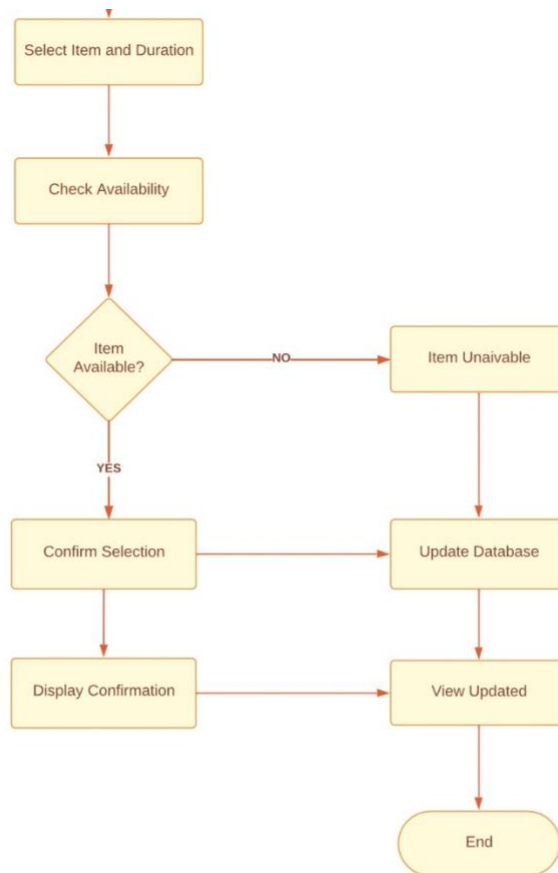 Select Item and Duration
Check Availability
Item
Available?
NO
Item Unaivable
YES
Confirm Selection
Update Database
Display Confirmation
View Updated
End